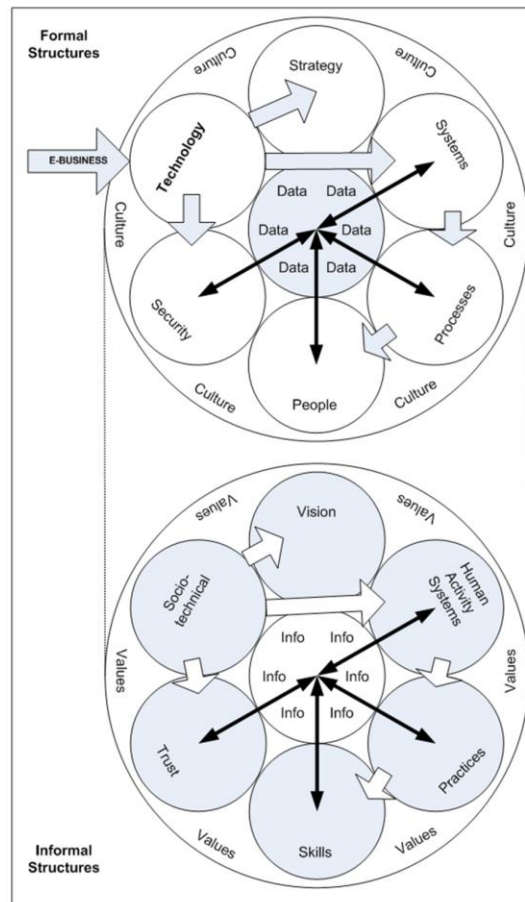 Formal
Structures
Culture
Culture
Strategy
Technology
Systems
E-BUSINESS
Data
Data
Culture
Data
Data
Culture
Data
Data
Security
Processes
People
Culture
Culture
Values
Values
Vision
Socio-
technical
Human
Activity
Systems
Info
Info
Values
Info
Info
Values
Info
Info
Trust
Practices
Skills
Values
Values
Informal
Structures